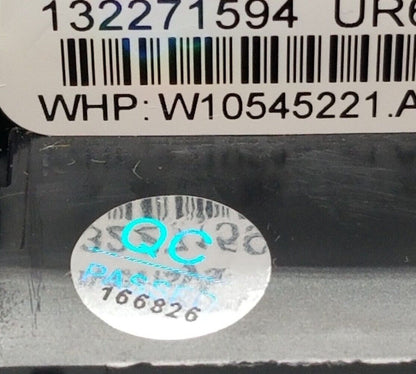 132271594 UR6
WHP: W10545221.A
QC
PASSED
166826